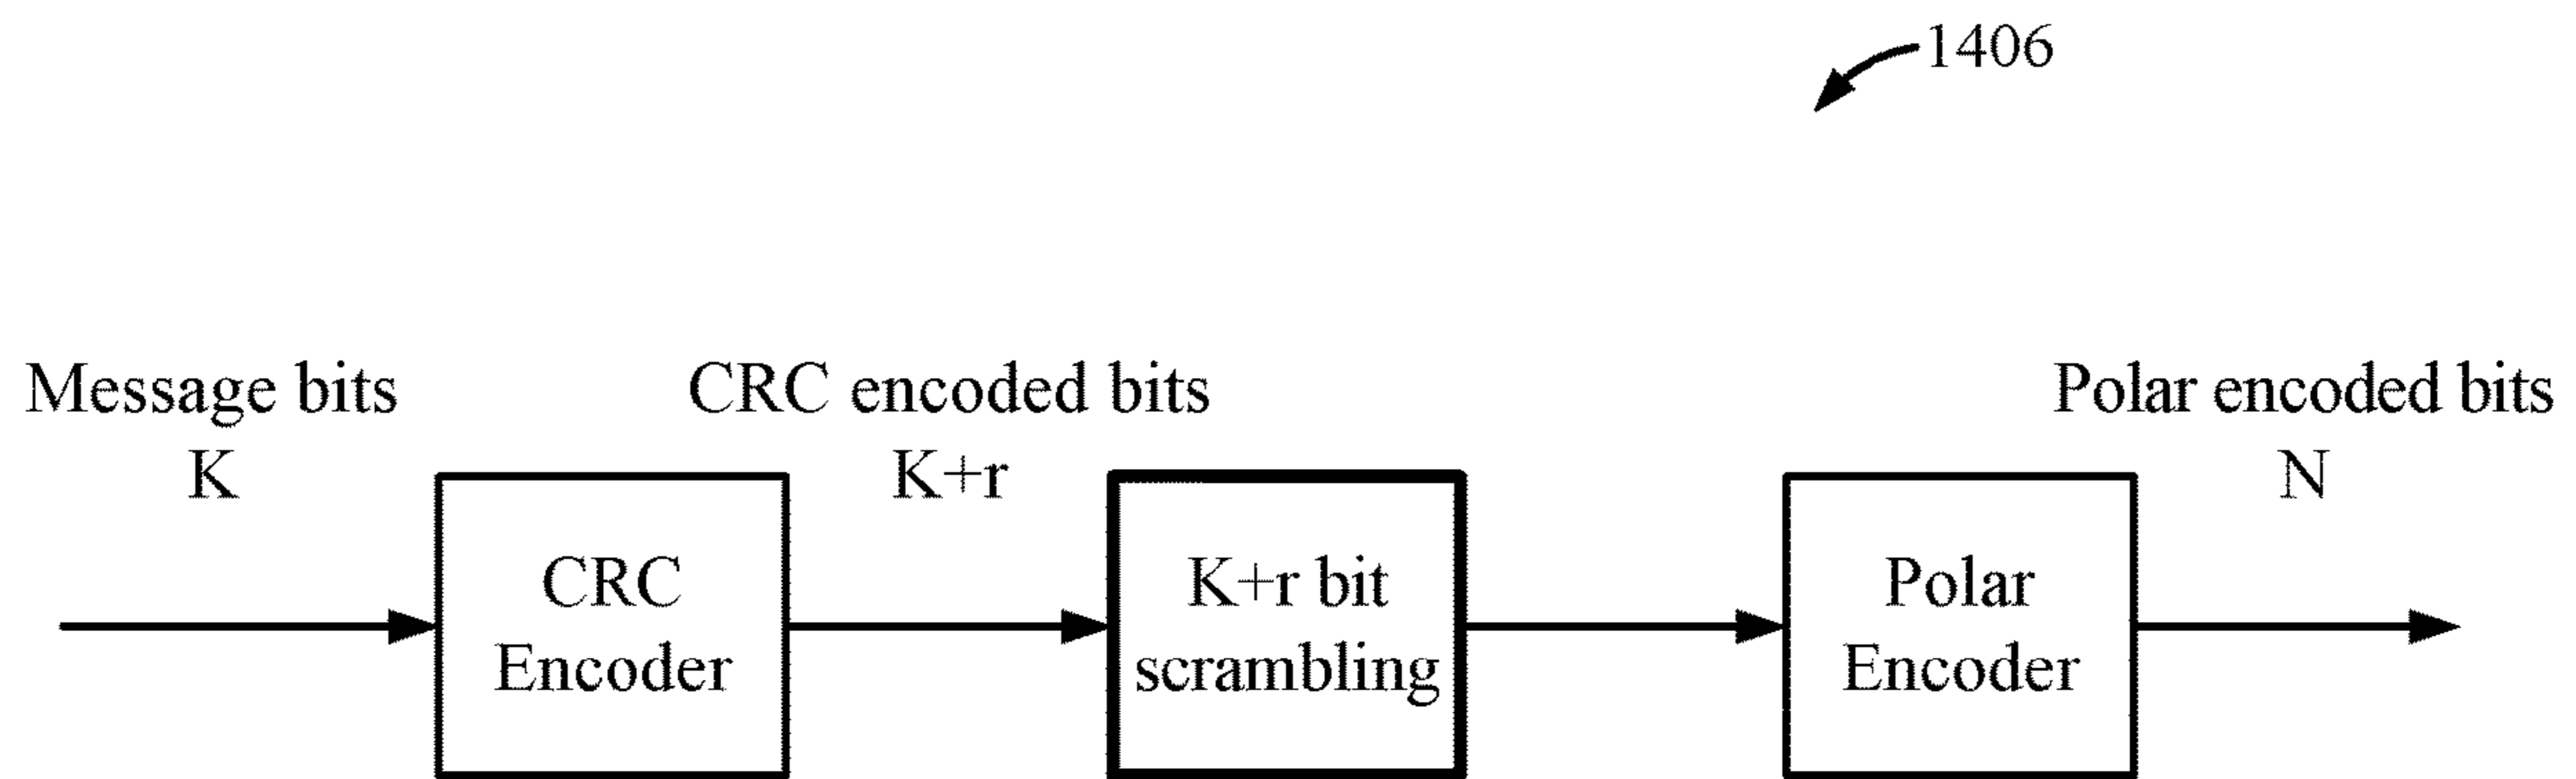 1406
Message bits
K
CRC encoded bits
K+r
Polar encoded bits
N
CRC
Encoder
K+r bit
scrambling
Polar
Encoder